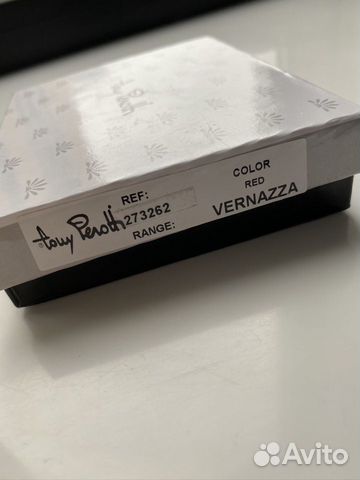 tony Perotti
REF:
273262
RANGE:
COLOR
RED
VERNAZZA
Avito